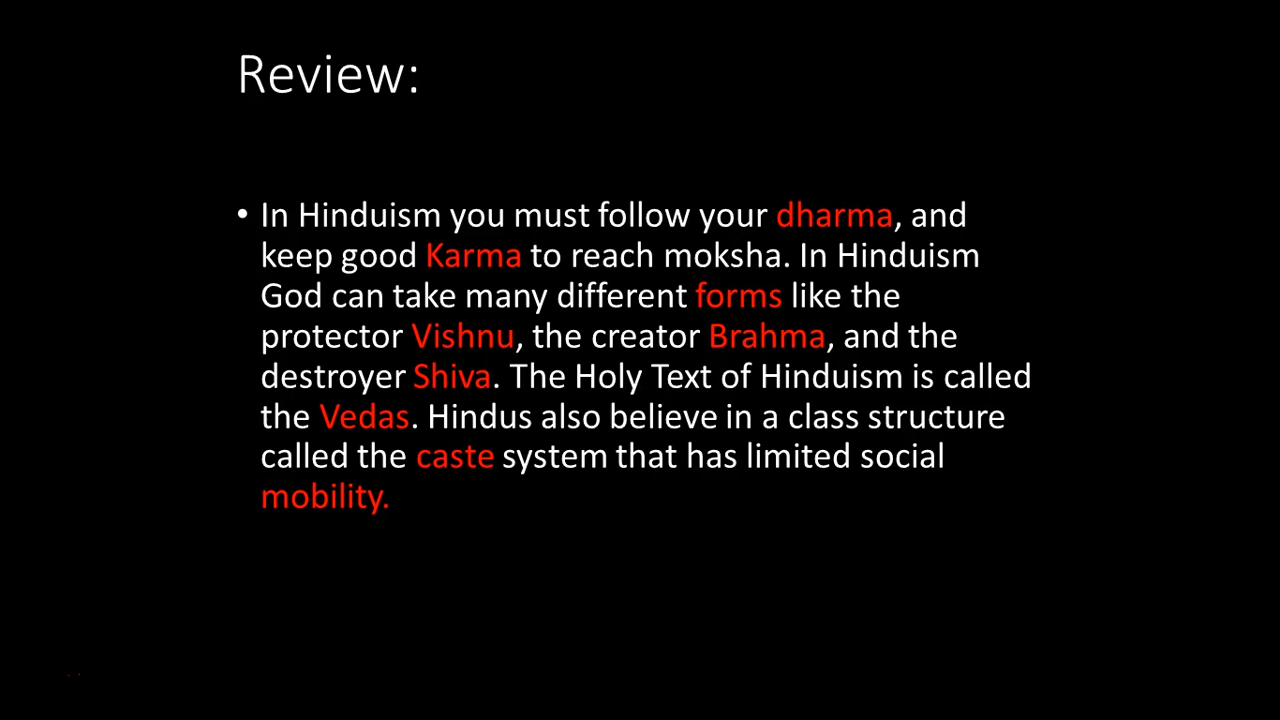 Review:
• In Hinduism you must follow your dharma, and
keep good Karma to reach moksha. In Hinduism
God can take many different forms like the
protector Vishnu, the creator Brahma, and the
destroyer Shiva. The Holy Text of Hinduism is called
the Vedas. Hindus also believe in a class structure
called the caste system that has limited social
mobility.